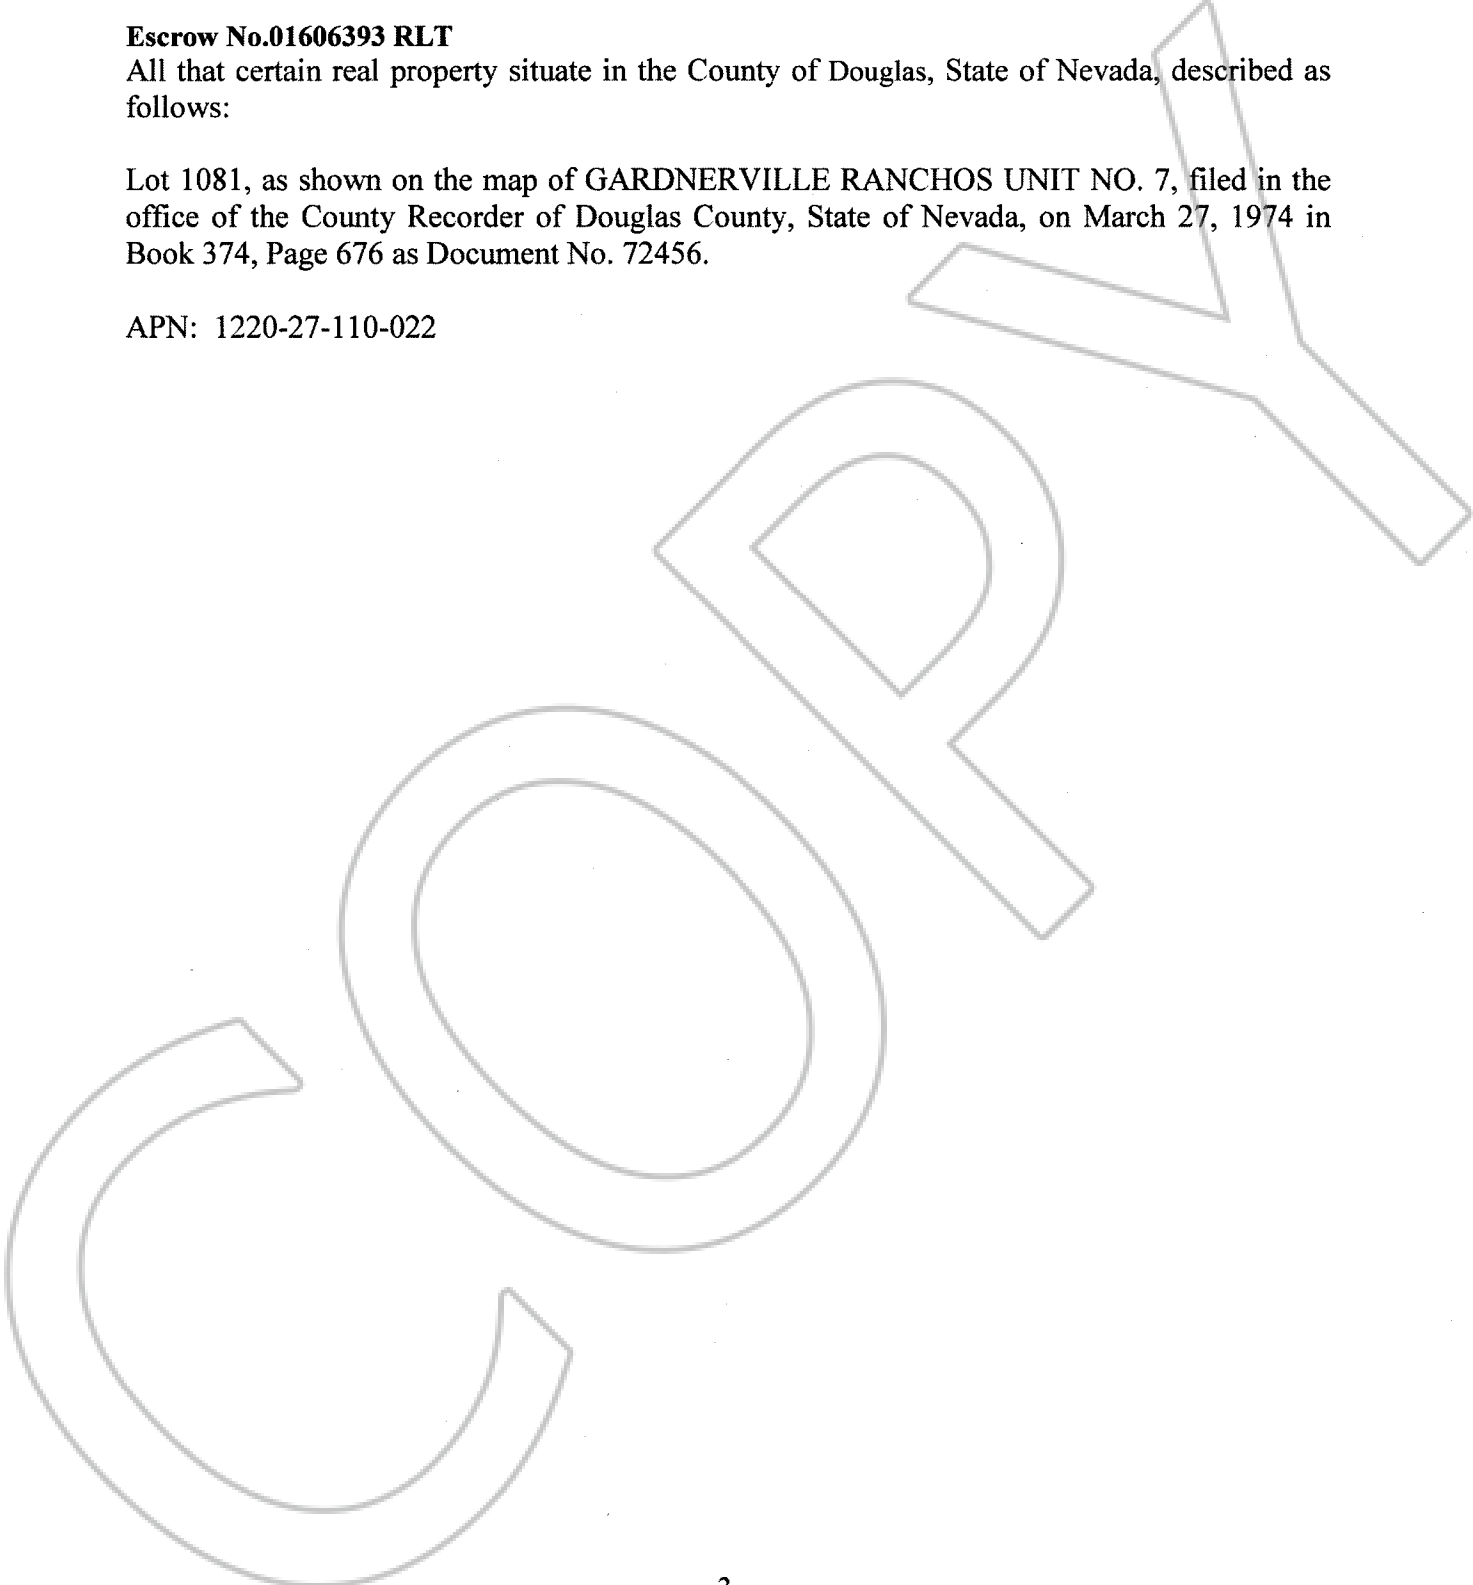 Escrow No.01606393 RLT
All that certain real property situate in the County of Douglas, State of Nevada, described as
follows:
Lot 1081, as shown on the map of GARDNERVILLE RANCHOS UNIT NO. 7, filed in the
office of the County Recorder of Douglas County, State of Nevada, on March 27, 1974 in
Book 374, Page 676 as Document No. 72456.
APN: 1220-27-110-022
COPY